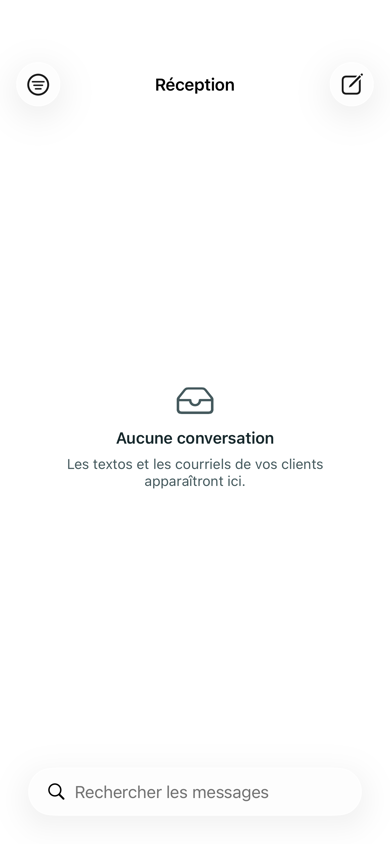 Réception
Aucune conversation
Les textos et les courriels de vos clients
apparaîtront ici.
Rechercher les messages